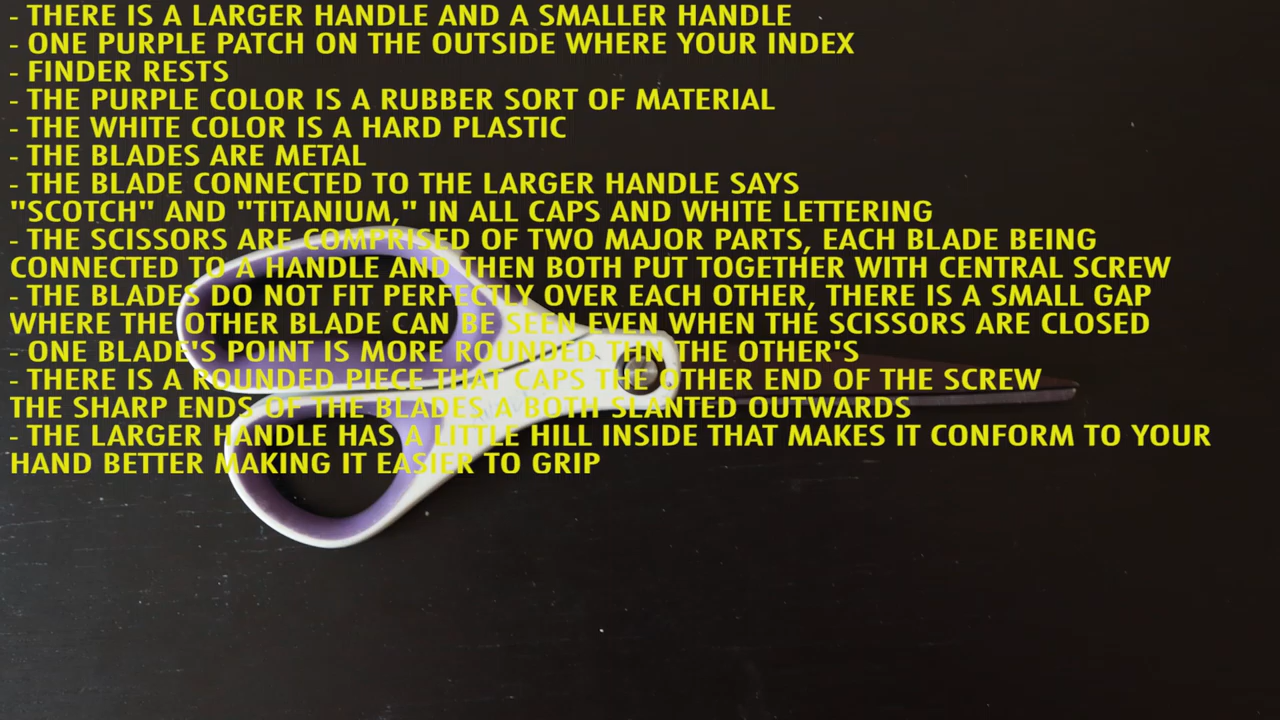 - THERE IS A LARGER HANDLE AND A SMALLER HANDLE
- ONE PURPLE PATCH ON THE OUTSIDE WHERE YOUR INDEX
- FINDER RESTS
- THE PURPLE COLOR IS A RUBBER SORT OF MATERIAL
- THE WHITE COLOR IS A HARD PLASTIC
- THE BLADES ARE METAL
- THE BLADE CONNECTED TO THE LARGER HANDLE SAYS
"SCOTCH" AND "TITANIUM," IN ALL CAPS AND WHITE LETTERING
- THE SCISSORS ARE COMPRISED OF TWO MAJOR PARTS, EACH BLADE BEING
CONNECTED TO A HANDLE AND THEN BOTH PUT TOGETHER WITH CENTRAL SCREW
- THE BLADES DO NOT FIT PERFECTLY OVER EACH OTHER, THERE IS A SMALL GAP
WHERE THE OTHER BLADE CAN BE SEEN EVEN WHEN THE SCISSORS ARE CLOSED
- ONE BLADE'S POINT IS MORE ROUNDED THN THE OTHER'S
- THERE IS A ROUNDED PIECE THAT CAPS THE OTHER END OF THE SCREW
THE SHARP ENDS OF THE BLADES A BOTH SLANTED OUTWARDS
- THE LARGER HANDLE HAS A LITTLE HILL INSIDE THAT MAKES IT CONFORM TO YOUR
HAND BETTER MAKING IT EASIER TO GRIP